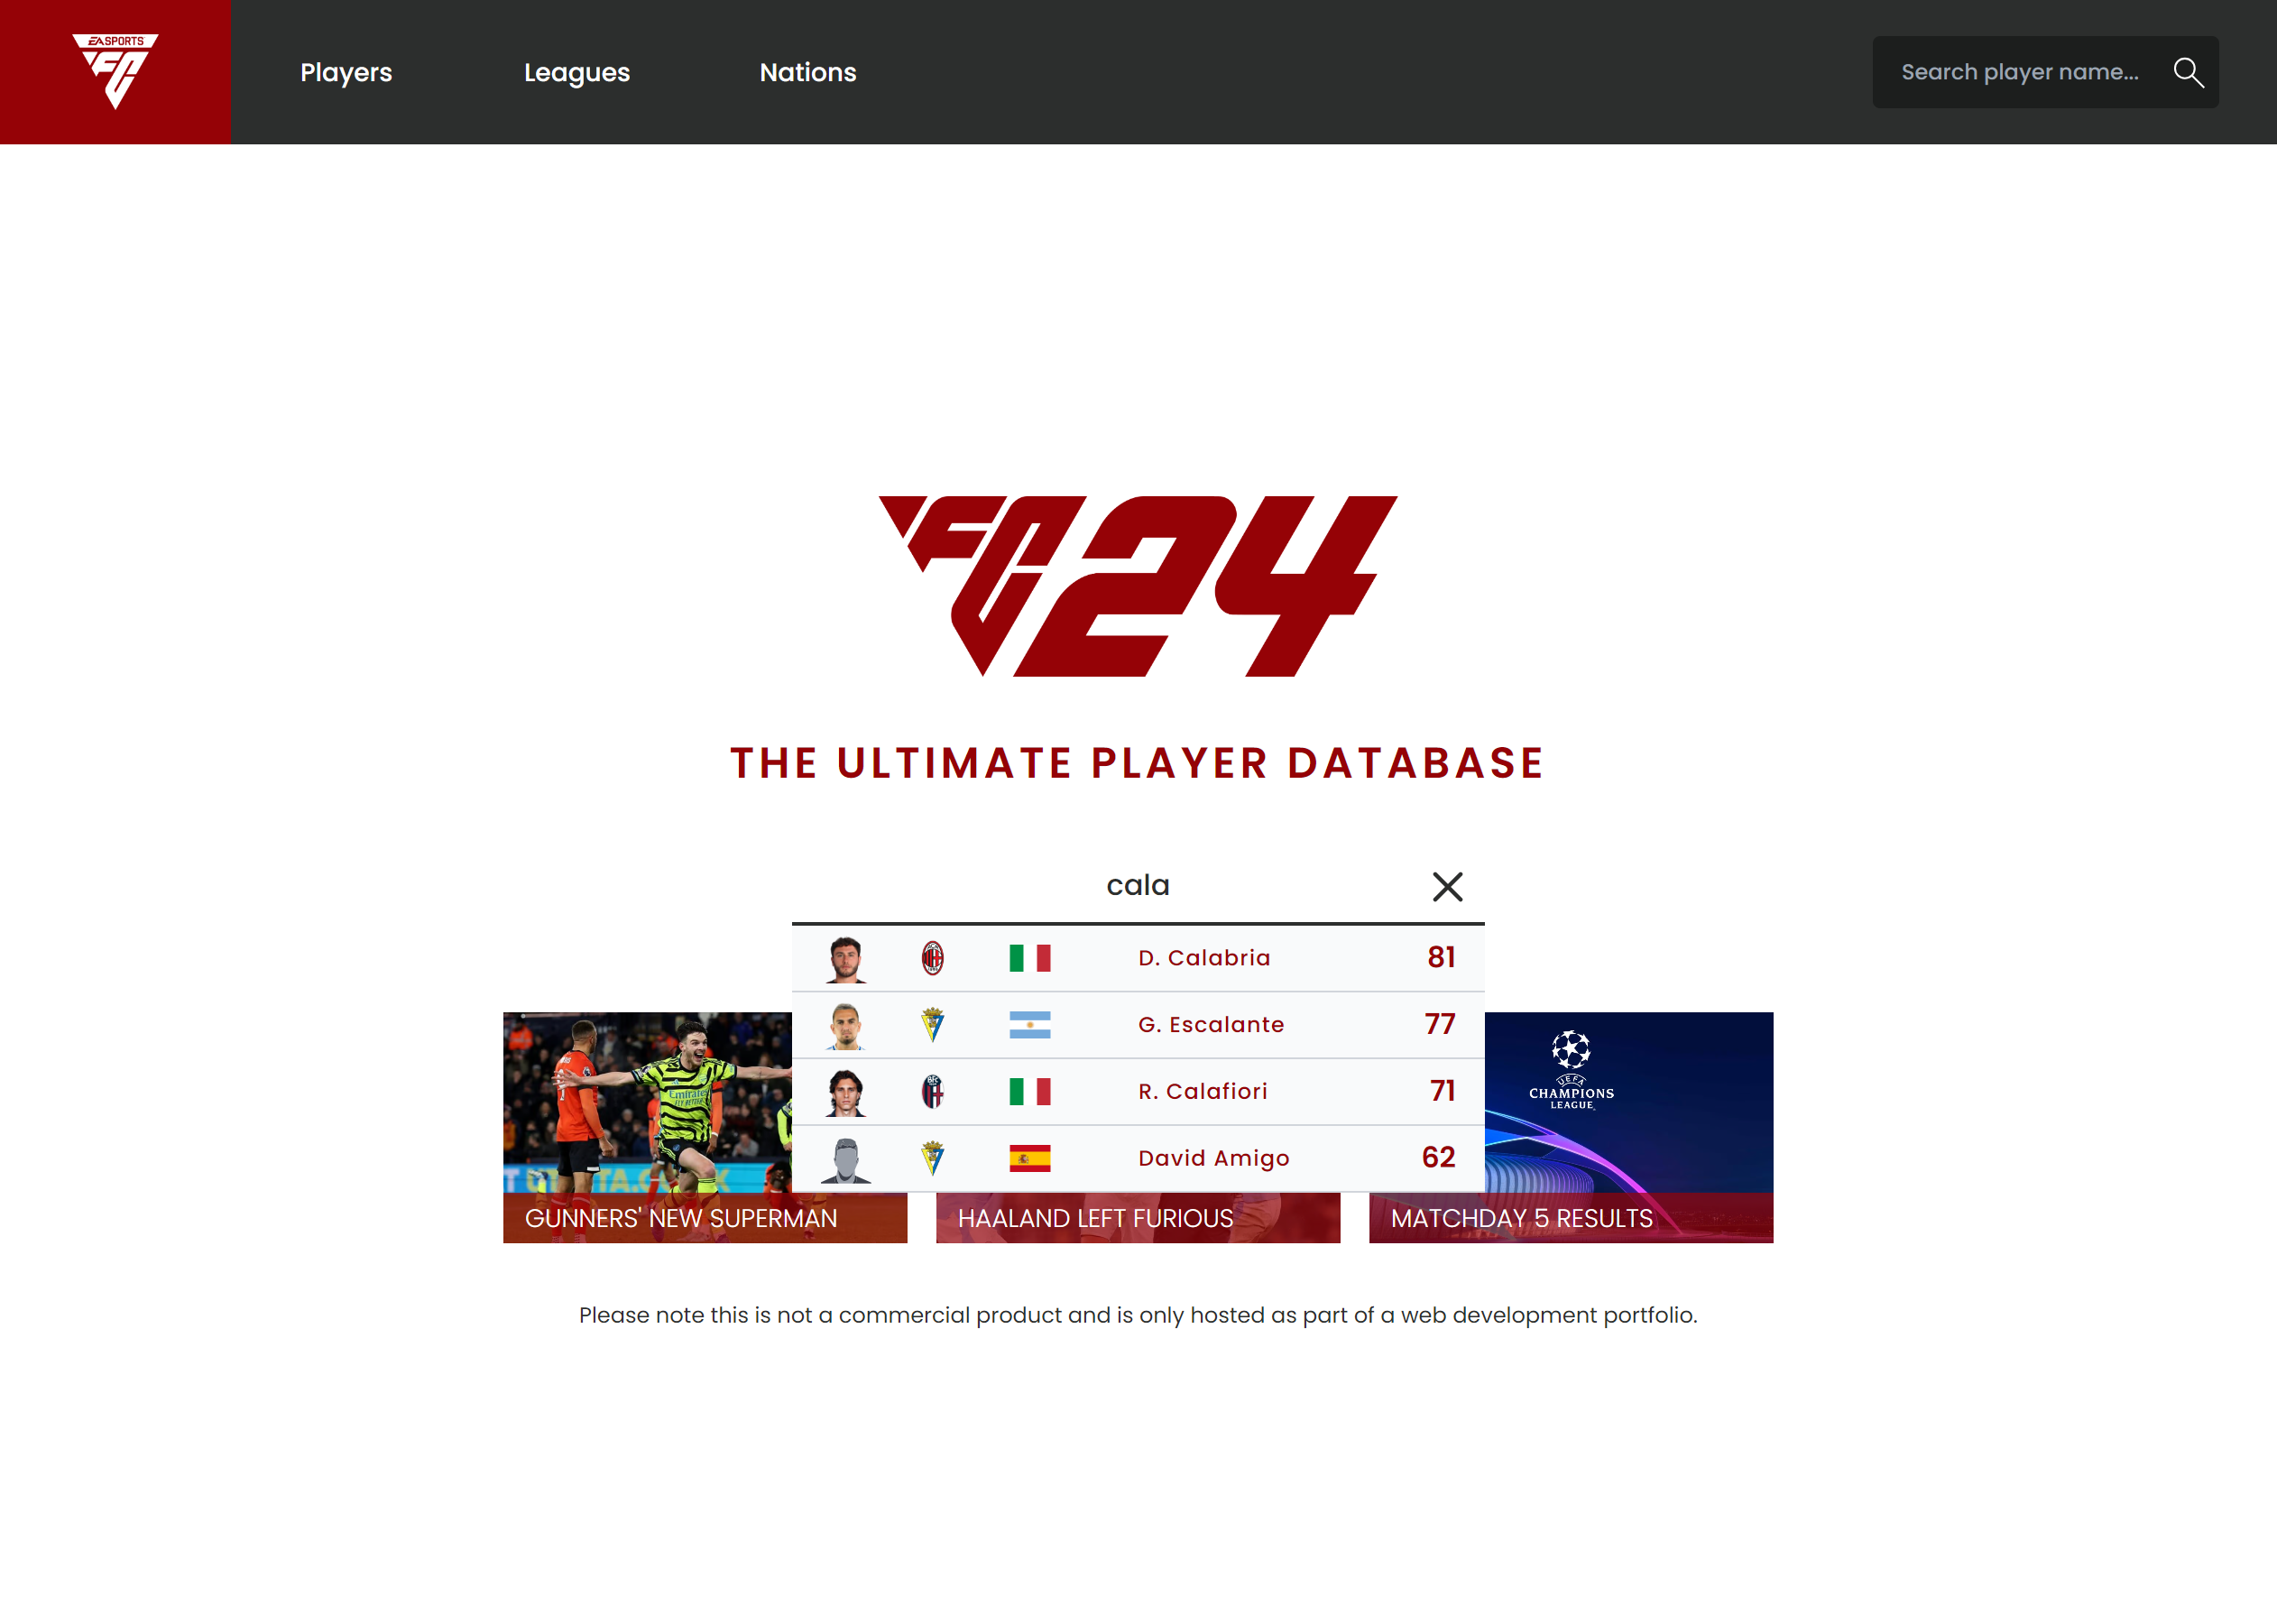 EA SPORTS
FC
Players
Leagues
Nations
Search player name...
FC24
THE ULTIMATE PLAYER DATABASE
cala
D. Calabria 81
G. Escalante 77
R. Calafiori 71
David Amigo 62
Emirates
UEFA
CHAMPIONS
LEAGUE
GUNNERS' NEW SUPERMAN
HAALAND LEFT FURIOUS
MATCHDAY 5 RESULTS
Please note this is not a commercial product and is only hosted as part of a web development portfolio.